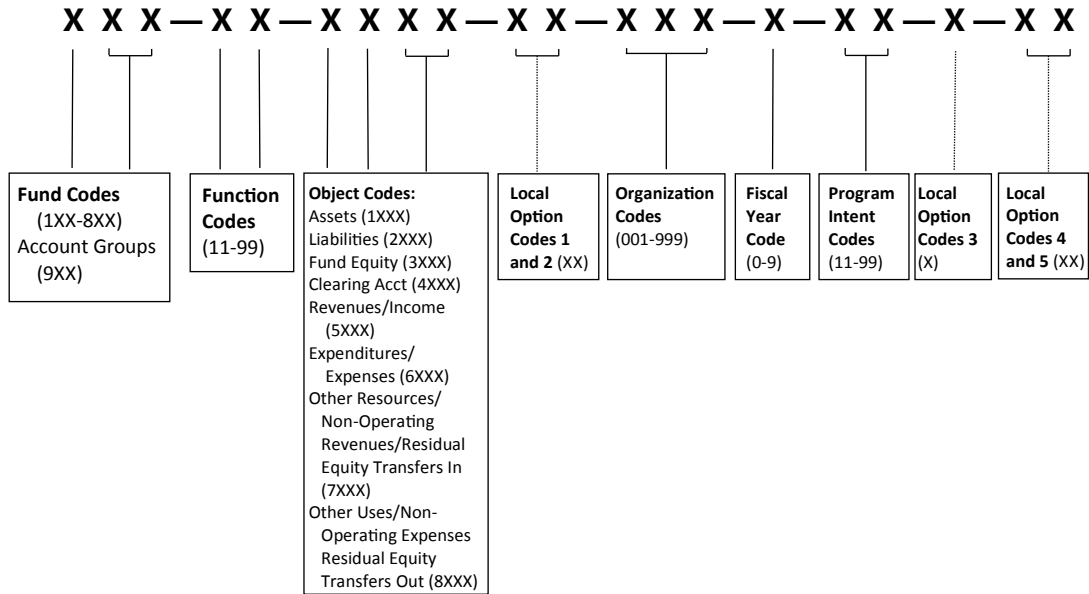 X X X — X X — X X X X — X X — X X X — X — X X — X — X X
Fund Codes
(1XX-8XX)
Account Groups
(9XX)
Function
Codes
(11-99)
Object Codes:
Assets (1XXX)
Liabilities (2XXX)
Fund Equity (3XXX)
Clearing Acct (4XXX)
Revenues/Income
(5XXX)
Expenditures/
Expenses (6XXX)
Other Resources/
Non-Operating
Revenues/Residual
Equity Transfers In
(7XXX)
Other Uses/Non-
Operating Expenses
Residual Equity
Transfers Out (8XXX)
Local
Option
Codes 1
and 2 (XX)
Organization
Codes
(001-999)
Fiscal
Year
Code
(0-9)
Program
Intent
Codes
(11-99)
Local
Option
Codes 3
(X)
Local
Option
Codes 4
and 5 (XX)